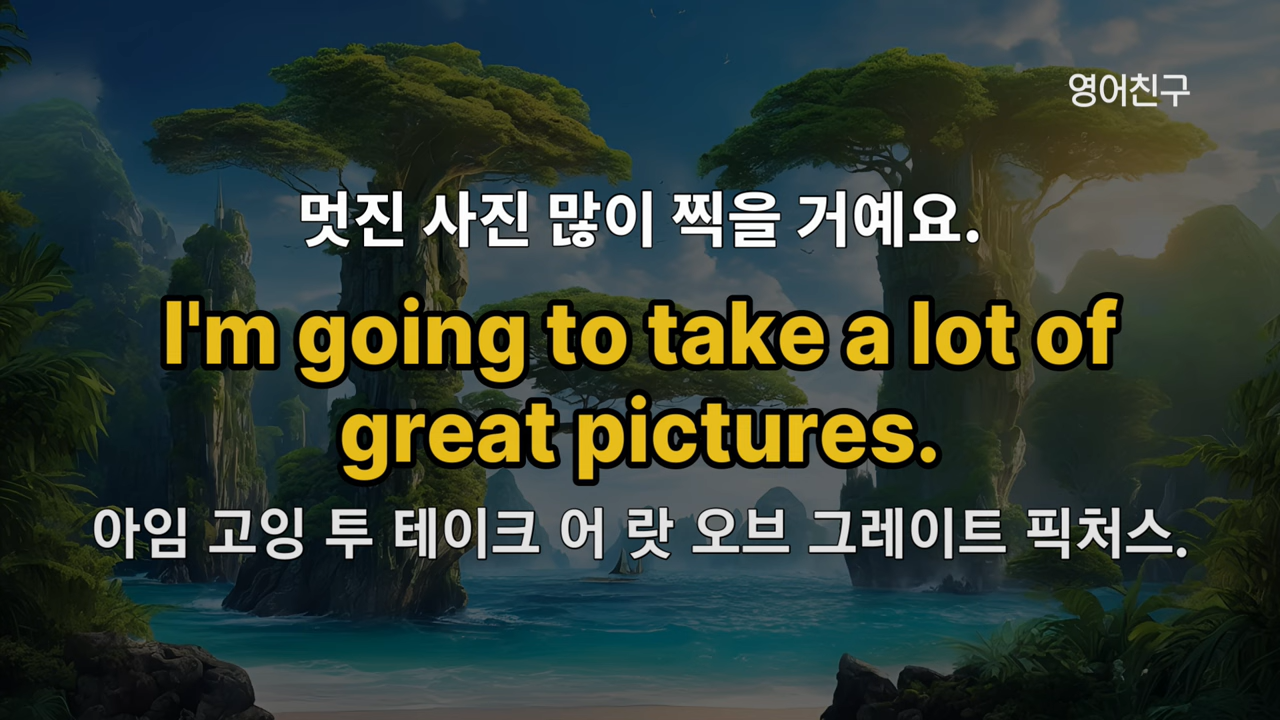 영어친구
멋진 사진 많이 찍을 거예요.
I'm going to take a lot of
great pictures.
아임 고잉 투 테이크 어 랏 오브 그레이트 픽처스.